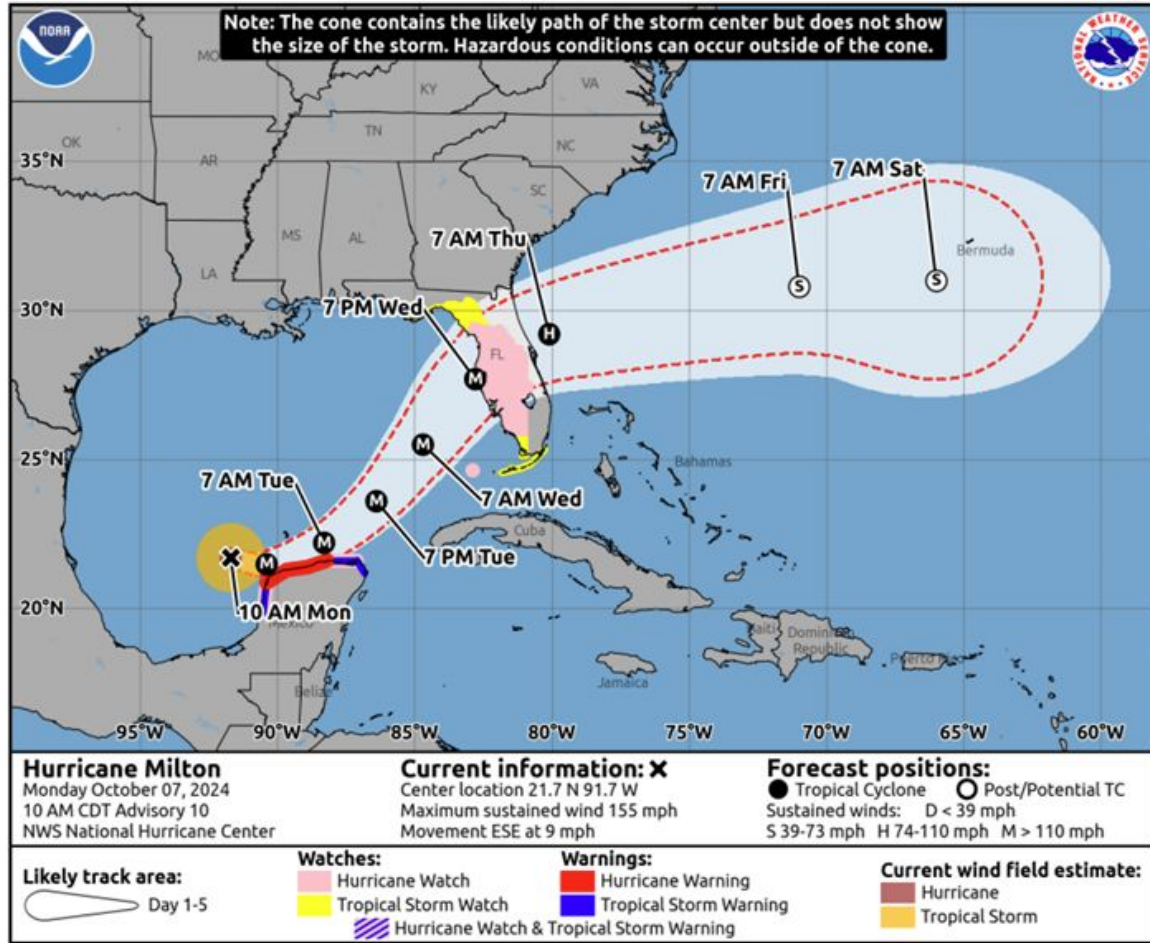 Note: The cone contains the likely path of the storm center but does not show
the size of the storm. Hazardous conditions can occur outside of the cone.
NOAA
NATIONAL WEATHER SERVICE
MO
KY
VA
OK
TN
NC
AR
35°N
SC
MS
AL
LA
7 AM Fri
7 AM Sat
7 AM Thu
Bermuda
30°N
7 PM Wed
S
S
H
FL
M
25°N
M
7 AM Wed
Bahamas
7 AM Tue
M
7 PM Tue
Cuba
M
M
20°N
10 AM Mon
Mexico
Haiti
Dominican
Republic
Puerto Rico
Jamaica
Belize
95°W 90°W 85°W 80°W 75°W 70°W 65°W 60°W
Hurricane Milton
Monday October 07, 2024
10 AM CDT Advisory 10
NWS National Hurricane Center
Current information: ✖
Center location 21.7 N 91.7 W
Maximum sustained wind 155 mph
Movement ESE at 9 mph
Forecast positions:
Tropical Cyclone Post/Potential TC
Sustained winds: D < 39 mph
S 39-73 mph H 74-110 mph M > 110 mph
Likely track area:
Day 1-5
Watches:
Hurricane Watch
Tropical Storm Watch
Warnings:
Hurricane Warning
Tropical Storm Warning
Hurricane Watch & Tropical Storm Warning
Current wind field estimate:
Hurricane
Tropical Storm